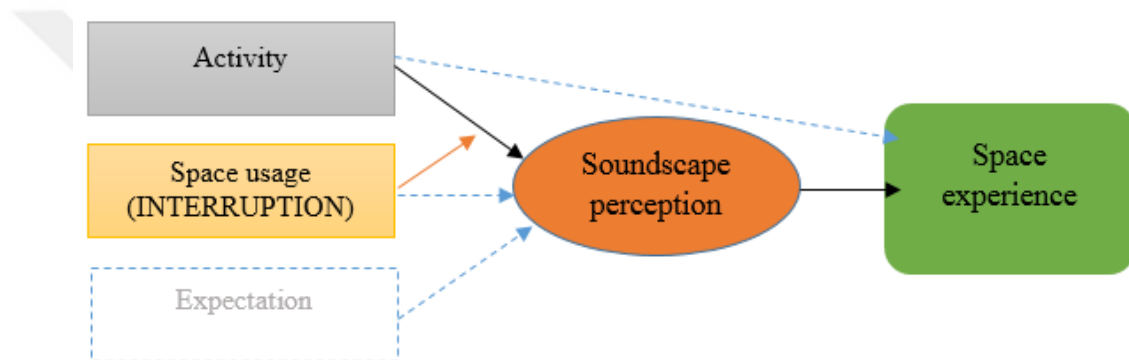 Activity
Space usage
(INTERRUPTION)
Expectation
Soundscape
perception
Space
experience